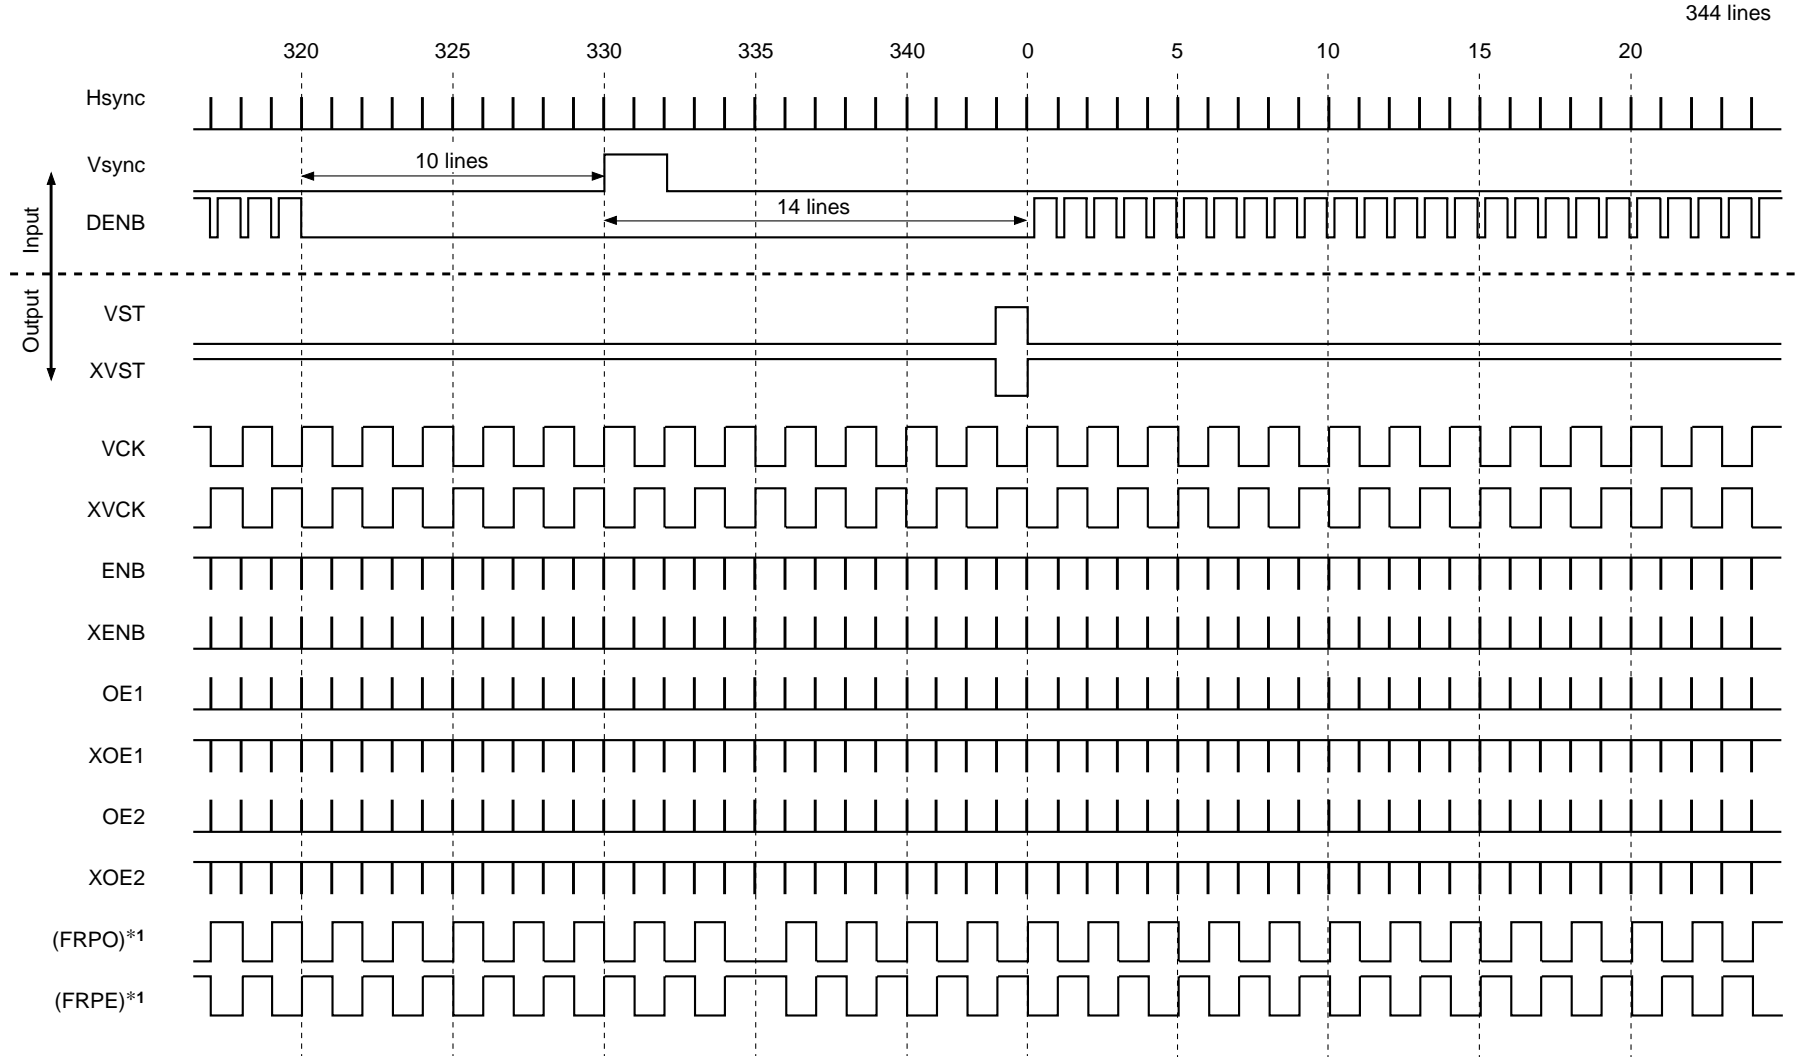 344 lines
320 325 330 335 340 0 5 10 15 20
Hsync
Vsync 10 lines
DENB 14 lines
Input
Output
VST
XVST
VCK
XVCK
ENB
XENB
OE1
XOE1
OE2
XOE2
(FRPO)*1
(FRPE)*1